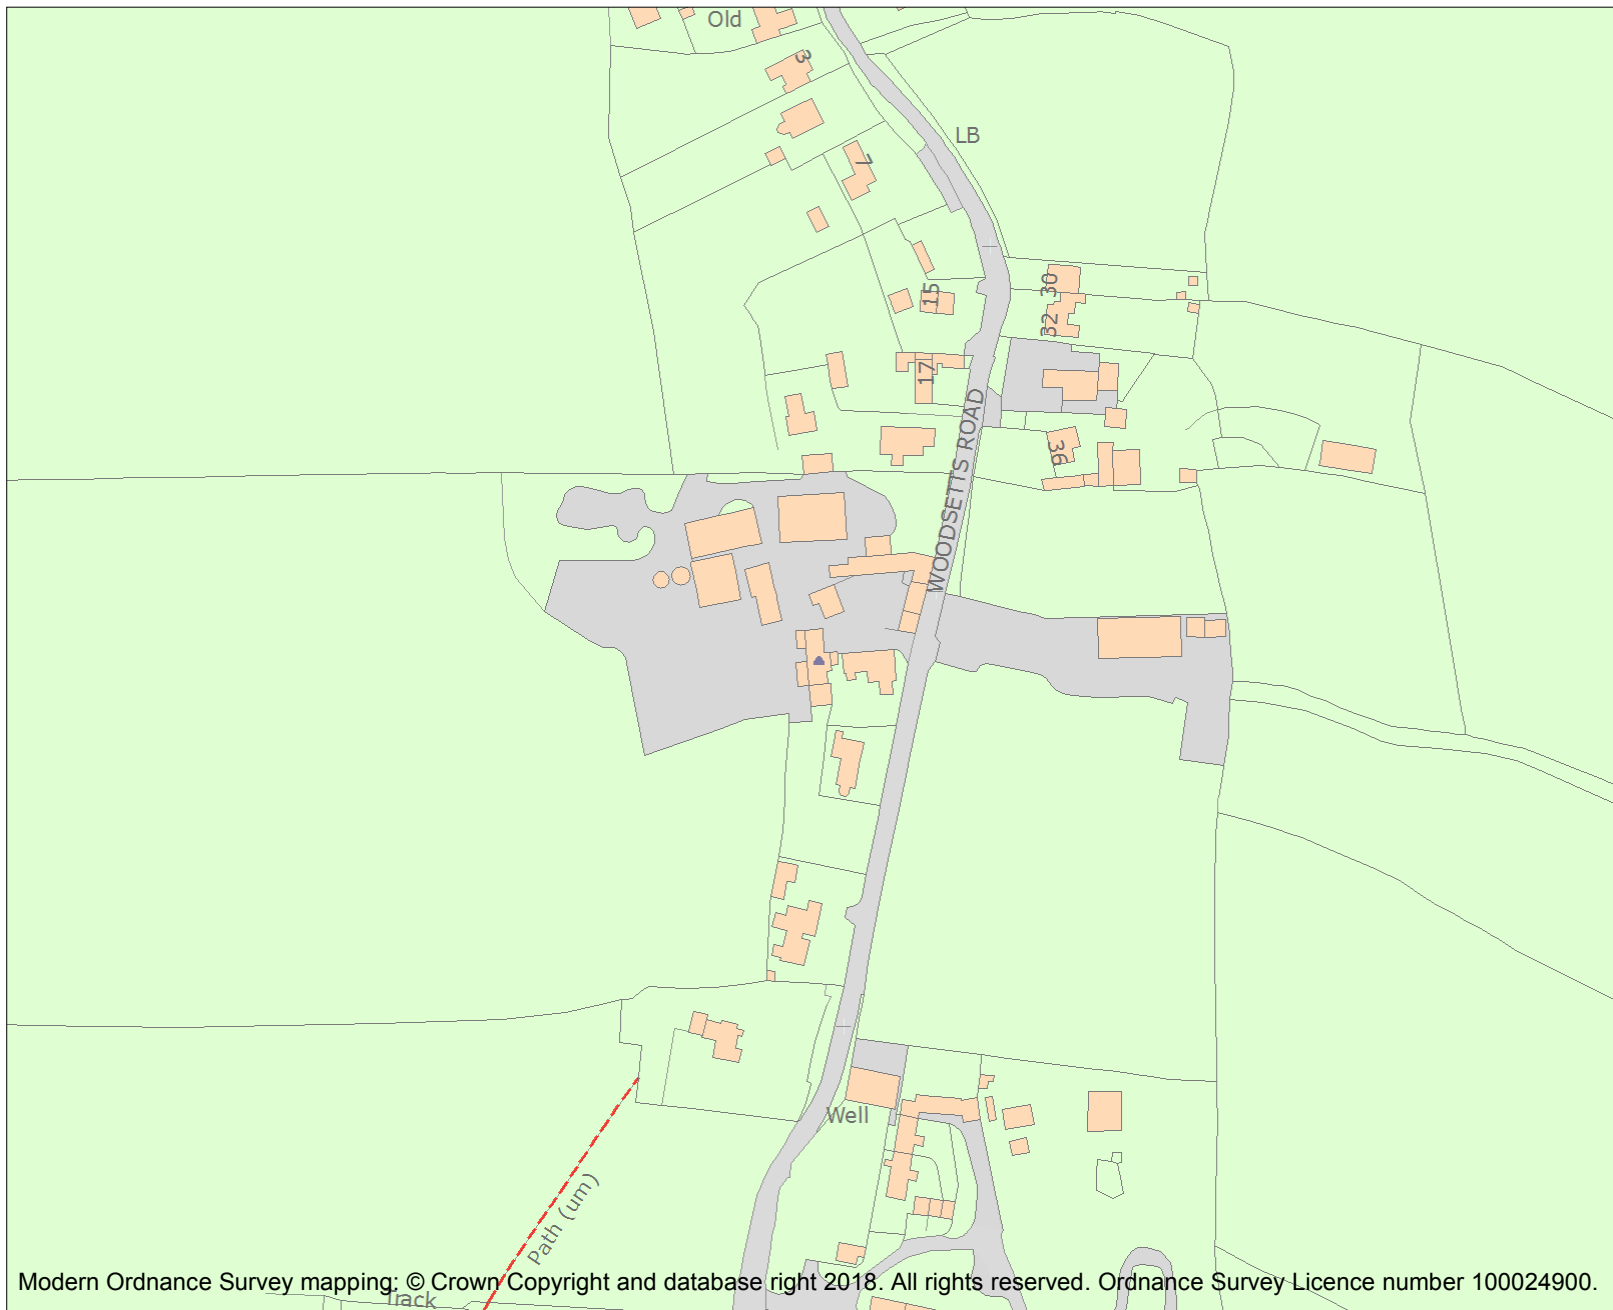 Old
3
LB
7
30
15
32
17
WOODSETTS ROAD
36
Well
Path (um)
Modern Ordnance Survey mapping: © Crown Copyright and database right 2018. All rights reserved. Ordnance Survey Licence number 100024900.
Track